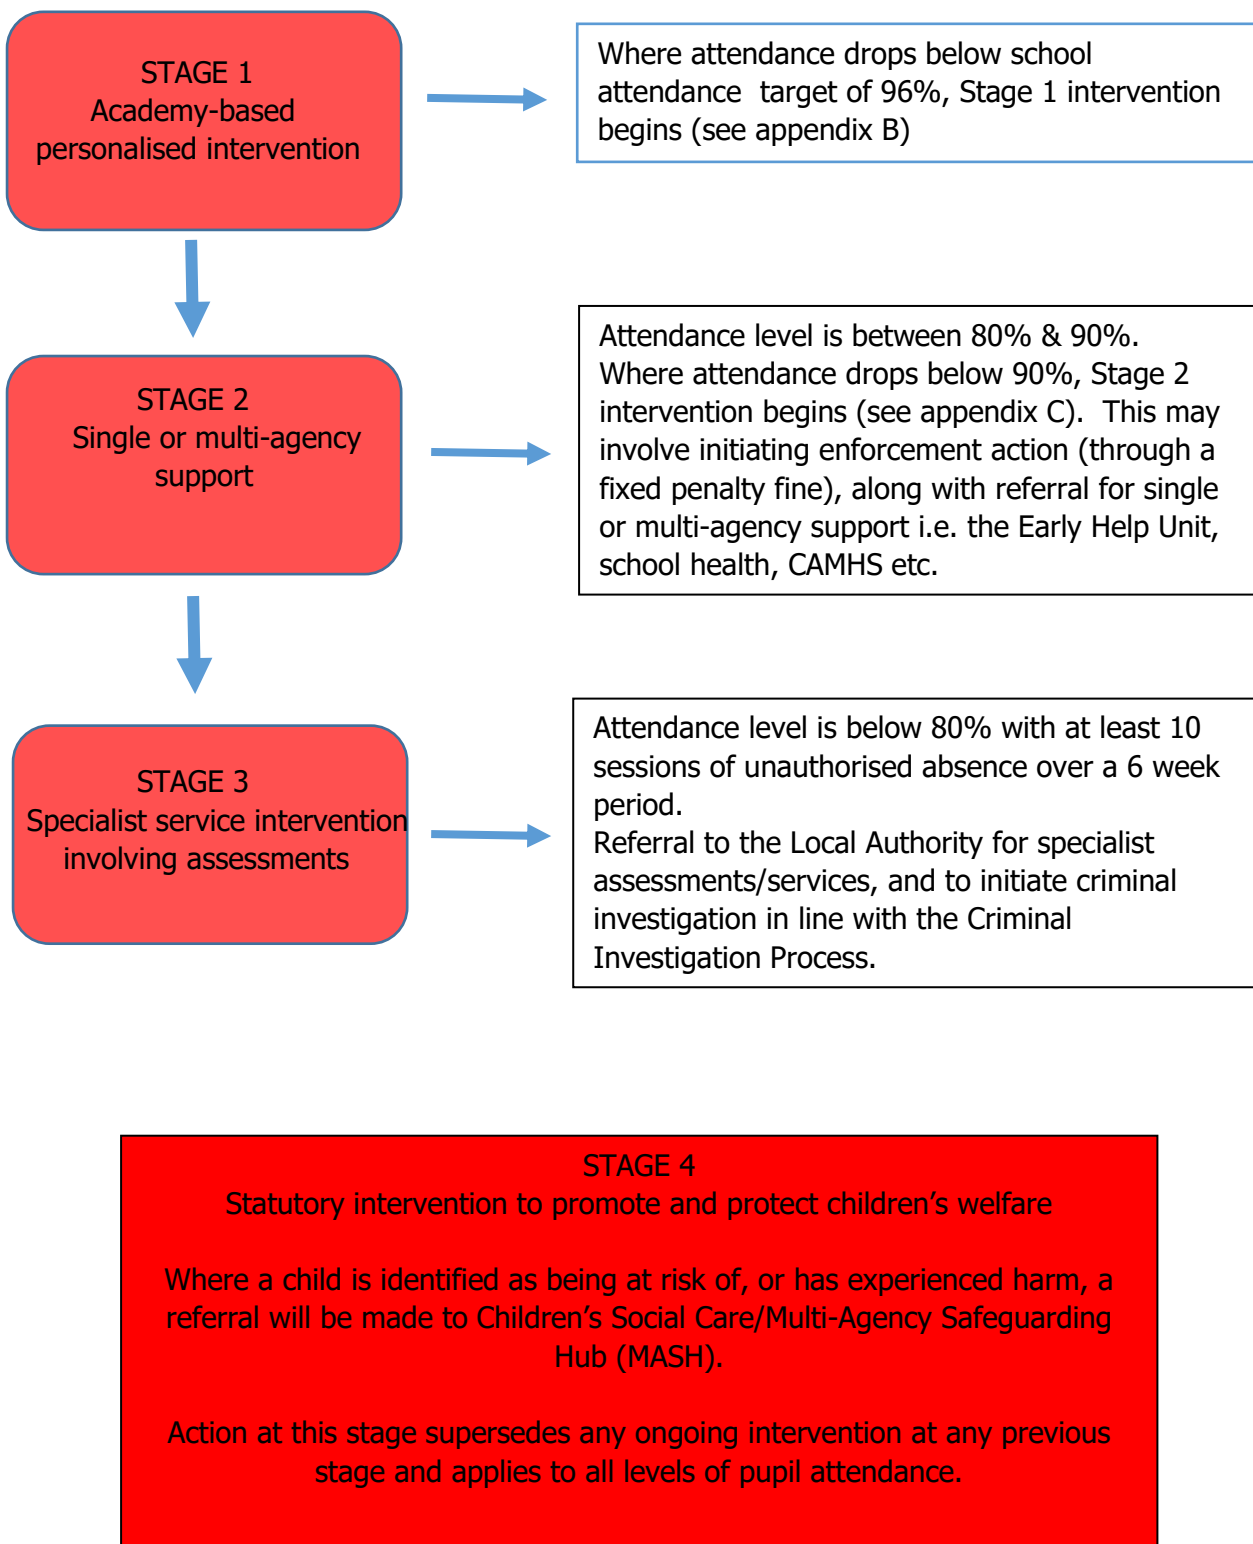 STAGE 1
Academy-based
personalised intervention
Where attendance drops below school
attendance  target of 96%, Stage 1 intervention
begins (see appendix B)
STAGE 2
Single or multi-agency
support
Attendance level is between 80% & 90%.
Where attendance drops below 90%, Stage 2
intervention begins (see appendix C).  This may
involve initiating enforcement action (through a
fixed penalty fine), along with referral for single
or multi-agency support i.e. the Early Help Unit,
school health, CAMHS etc.
STAGE 3
Specialist service intervention
involving assessments
Attendance level is below 80% with at least 10
sessions of unauthorised absence over a 6 week
period.
Referral to the Local Authority for specialist
assessments/services, and to initiate criminal
investigation in line with the Criminal
Investigation Process.
STAGE 4
Statutory intervention to promote and protect children’s welfare
Where a child is identified as being at risk of, or has experienced harm, a
referral will be made to Children’s Social Care/Multi-Agency Safeguarding
Hub (MASH).
Action at this stage supersedes any ongoing intervention at any previous
stage and applies to all levels of pupil attendance.